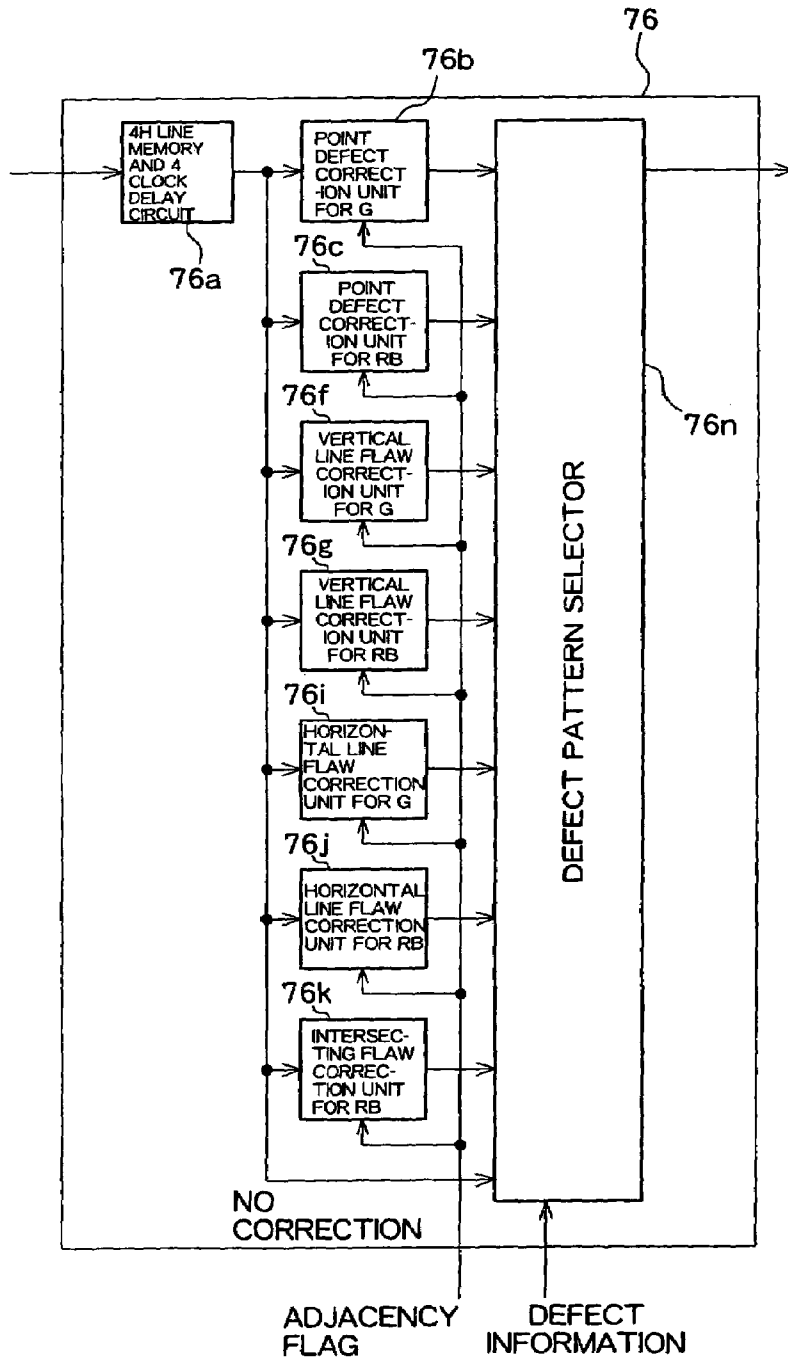 76
76b
4H LINE
MEMORY
AND 4
CLOCK
DELAY
CIRCUIT
76a
POINT
DEFECT
CORRECT
-ION UNIT
FOR G
76c
POINT
DEFECT
CORRECT-
ION UNIT
FOR RB
76f
VERTICAL
LINE FLAW
CORRECT-
ION UNIT
FOR G
76g
VERTICAL
LINE FLAW
CORRECT-
ION UNIT
FOR RB
76i
HORIZON-
TAL LINE
FLAW
CORRECTION
UNIT FOR G
76j
HORIZONTAL
LINE FLAW
CORRECTION
UNIT FOR RB
76k
INTERSEC-
TING FLAW
CORREC-
TION UNIT
FOR RB
DEFECT PATTERN SELECTOR
76n
NO
CORRECTION
ADJACENCY
FLAG
DEFECT
INFORMATION